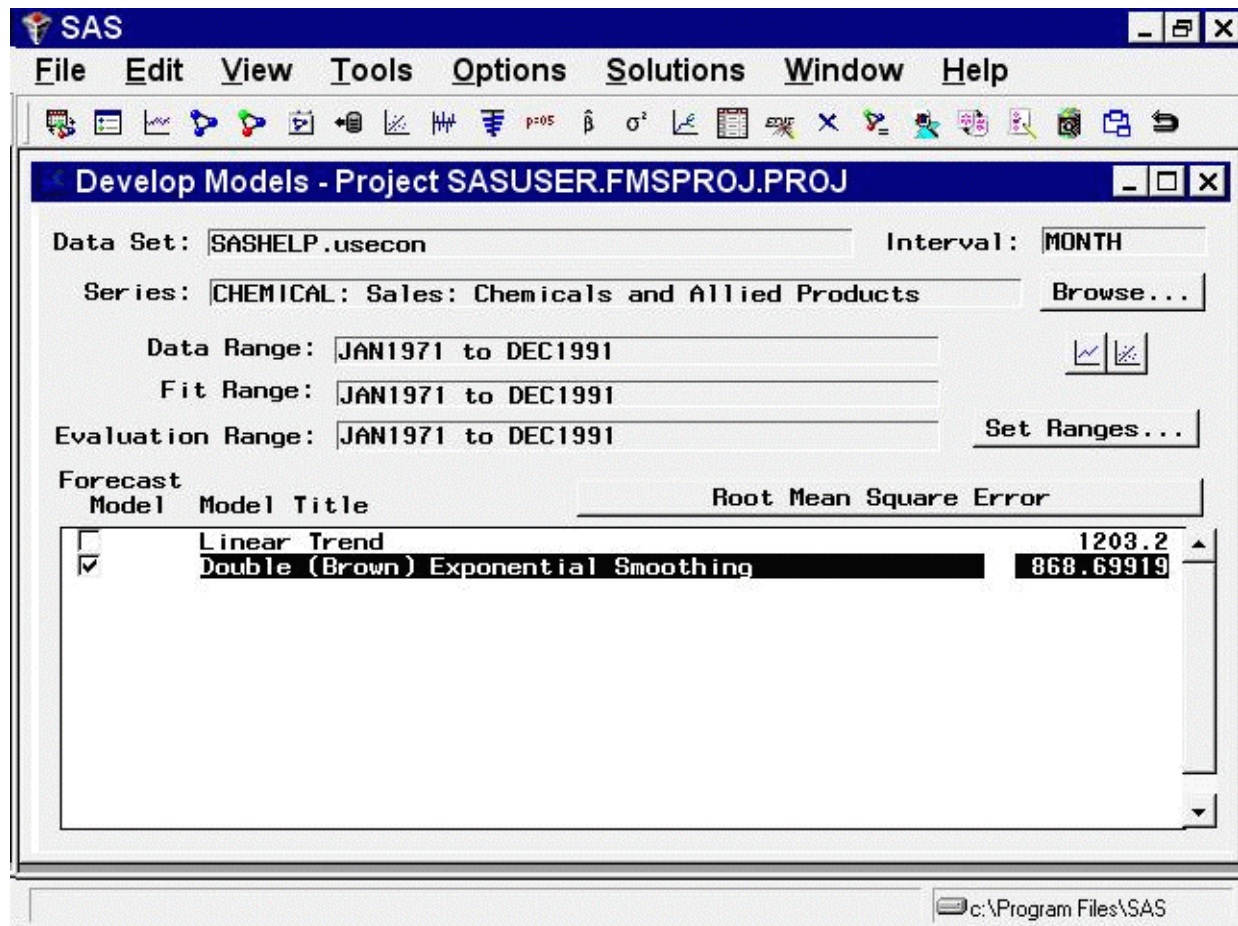 SAS
File Edit View Tools Options Solutions Window Help
p=05 β̂ σ²
Develop Models - Project SASUSER.FMSPROJ.PROJ
Data Set: SASHELP.usecon Interval: MONTH
Series: CHEMICAL: Sales: Chemicals and Allied Products Browse...
Data Range: JAN1971 to DEC1991
Fit Range: JAN1971 to DEC1991
Evaluation Range: JAN1971 to DEC1991 Set Ranges...
Forecast
Model Model Title Root Mean Square Error
Linear Trend 1203.2
Double (Brown) Exponential Smoothing 868.69919
c:\Program Files\SAS